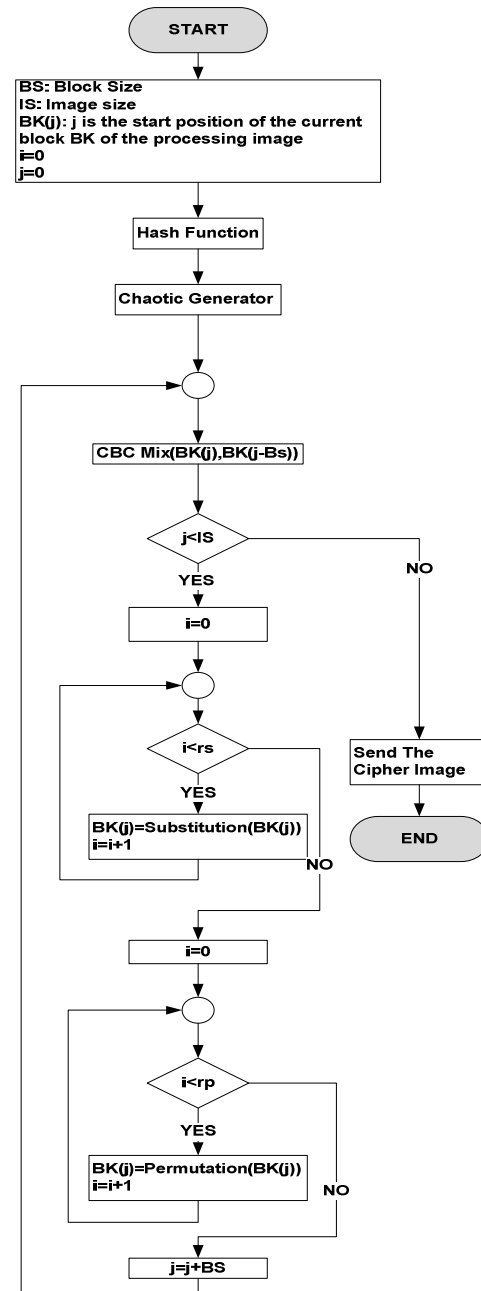 START
BS: Block Size
IS: Image size
BK(j): j is the start position of the current
block BK of the processing image
i=0
j=0
Hash Function
Chaotic Generator
CBC Mix(BK(j),BK(j-Bs))
j<IS
NO
YES
i=0
i<rs
Send The
Cipher Image
YES
BK(j)=Substitution(BK(j))
i=i+1
END
NO
i=0
i<rp
YES
BK(j)=Permutation(BK(j))
i=i+1
NO
j=j+BS